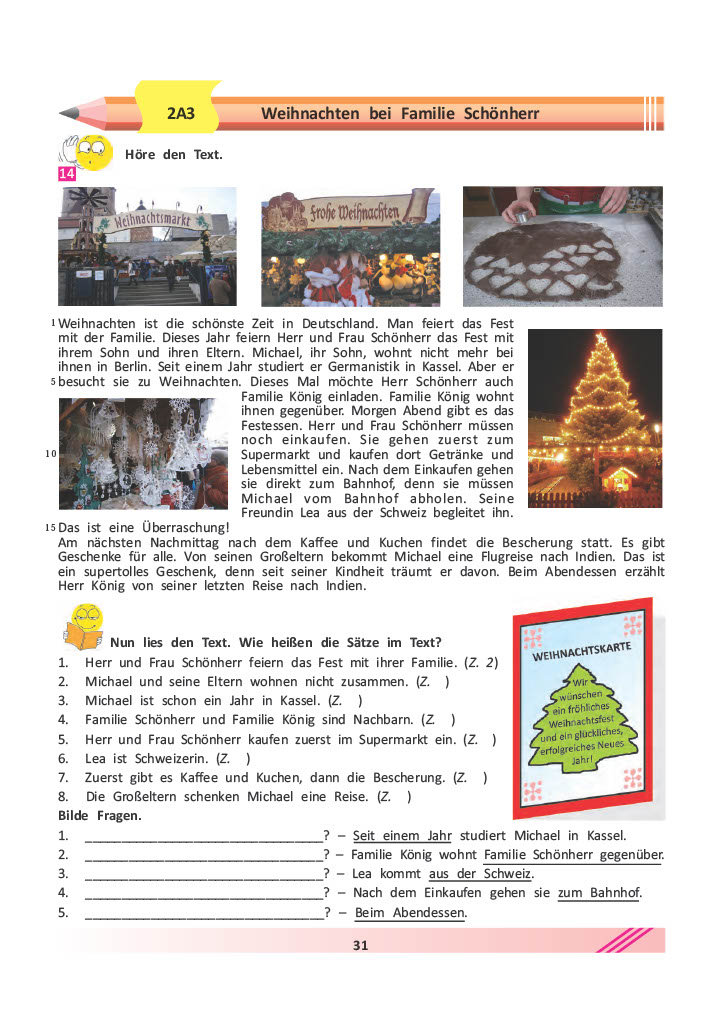 2A3 Weihnachten bei Familie Schönherr
Höre den Text.
14
Weihnachtsmarkt
Frohe Weihnachten
1 Weihnachten ist die schönste Zeit in Deutschland. Man feiert das Fest
mit der Familie. Dieses Jahr feiern Herr und Frau Schönherr das Fest mit
ihrem Sohn und ihren Eltern. Michael, ihr Sohn, wohnt nicht mehr bei
ihnen in Berlin. Seit einem Jahr studiert er Germanistik in Kassel. Aber er
5 besucht sie zu Weihnachten. Dieses Mal möchte Herr Schönherr auch
Familie König einladen. Familie König wohnt
ihnen gegenüber. Morgen Abend gibt es das
Festessen. Herr und Frau Schönherr müssen
noch einkaufen. Sie gehen zuerst zum
10 Supermarkt und kaufen dort Getränke und
Lebensmittel ein. Nach dem Einkaufen gehen
sie direkt zum Bahnhof, denn sie müssen
Michael vom Bahnhof abholen. Seine
Freundin Lea aus der Schweiz begleitet ihn.
15 Das ist eine Überraschung!
Am nächsten Nachmittag nach dem Kaffee und Kuchen findet die Bescherung statt. Es gibt
Geschenke für alle. Von seinen Großeltern bekommt Michael eine Flugreise nach Indien. Das ist
ein supertolles Geschenk, denn seit seiner Kindheit träumt er davon. Beim Abendessen erzählt
Herr König von seiner letzten Reise nach Indien.
Nun lies den Text. Wie heißen die Sätze im Text?
1. Herr und Frau Schönherr feiern das Fest mit ihrer Familie. (Z. 2)
2. Michael und seine Eltern wohnen nicht zusammen. (Z. )
3. Michael ist schon ein Jahr in Kassel. (Z. )
4. Familie Schönherr und Familie König sind Nachbarn. (Z. )
5. Herr und Frau Schönherr kaufen zuerst im Supermarkt ein. (Z. )
6. Lea ist Schweizerin. (Z. )
7. Zuerst gibt es Kaffee und Kuchen, dann die Bescherung. (Z. )
8. Die Großeltern schenken Michael eine Reise. (Z. )
WEIHNACHTSKARTE
Wir
wünschen
ein fröhliches
Weihnachtsfest
und ein glückliches,
erfolgreiches Neues
Jahr!
Bilde Fragen.
1. _________________________________? – Seit einem Jahr studiert Michael in Kassel.
2. _________________________________? – Familie König wohnt Familie Schönherr gegenüber.
3. _________________________________? – Lea kommt aus der Schweiz.
4. _________________________________? – Nach dem Einkaufen gehen sie zum Bahnhof.
5. _________________________________? – Beim Abendessen.
31